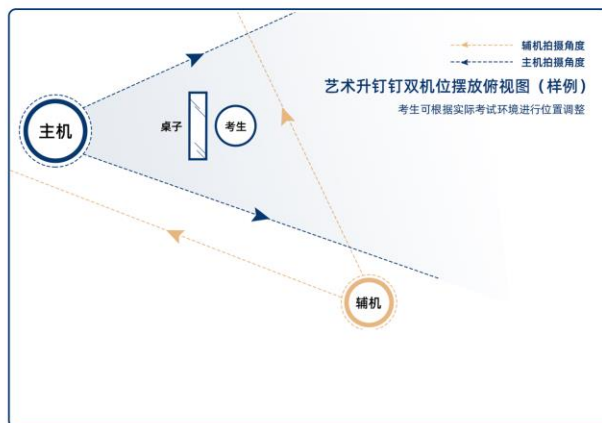 辅机拍摄角度
主机拍摄角度
艺术升钉钉双机位摆放俯视图（样例）
考生可根据实际考试环境进行位置调整
主机
桌子
考生
辅机